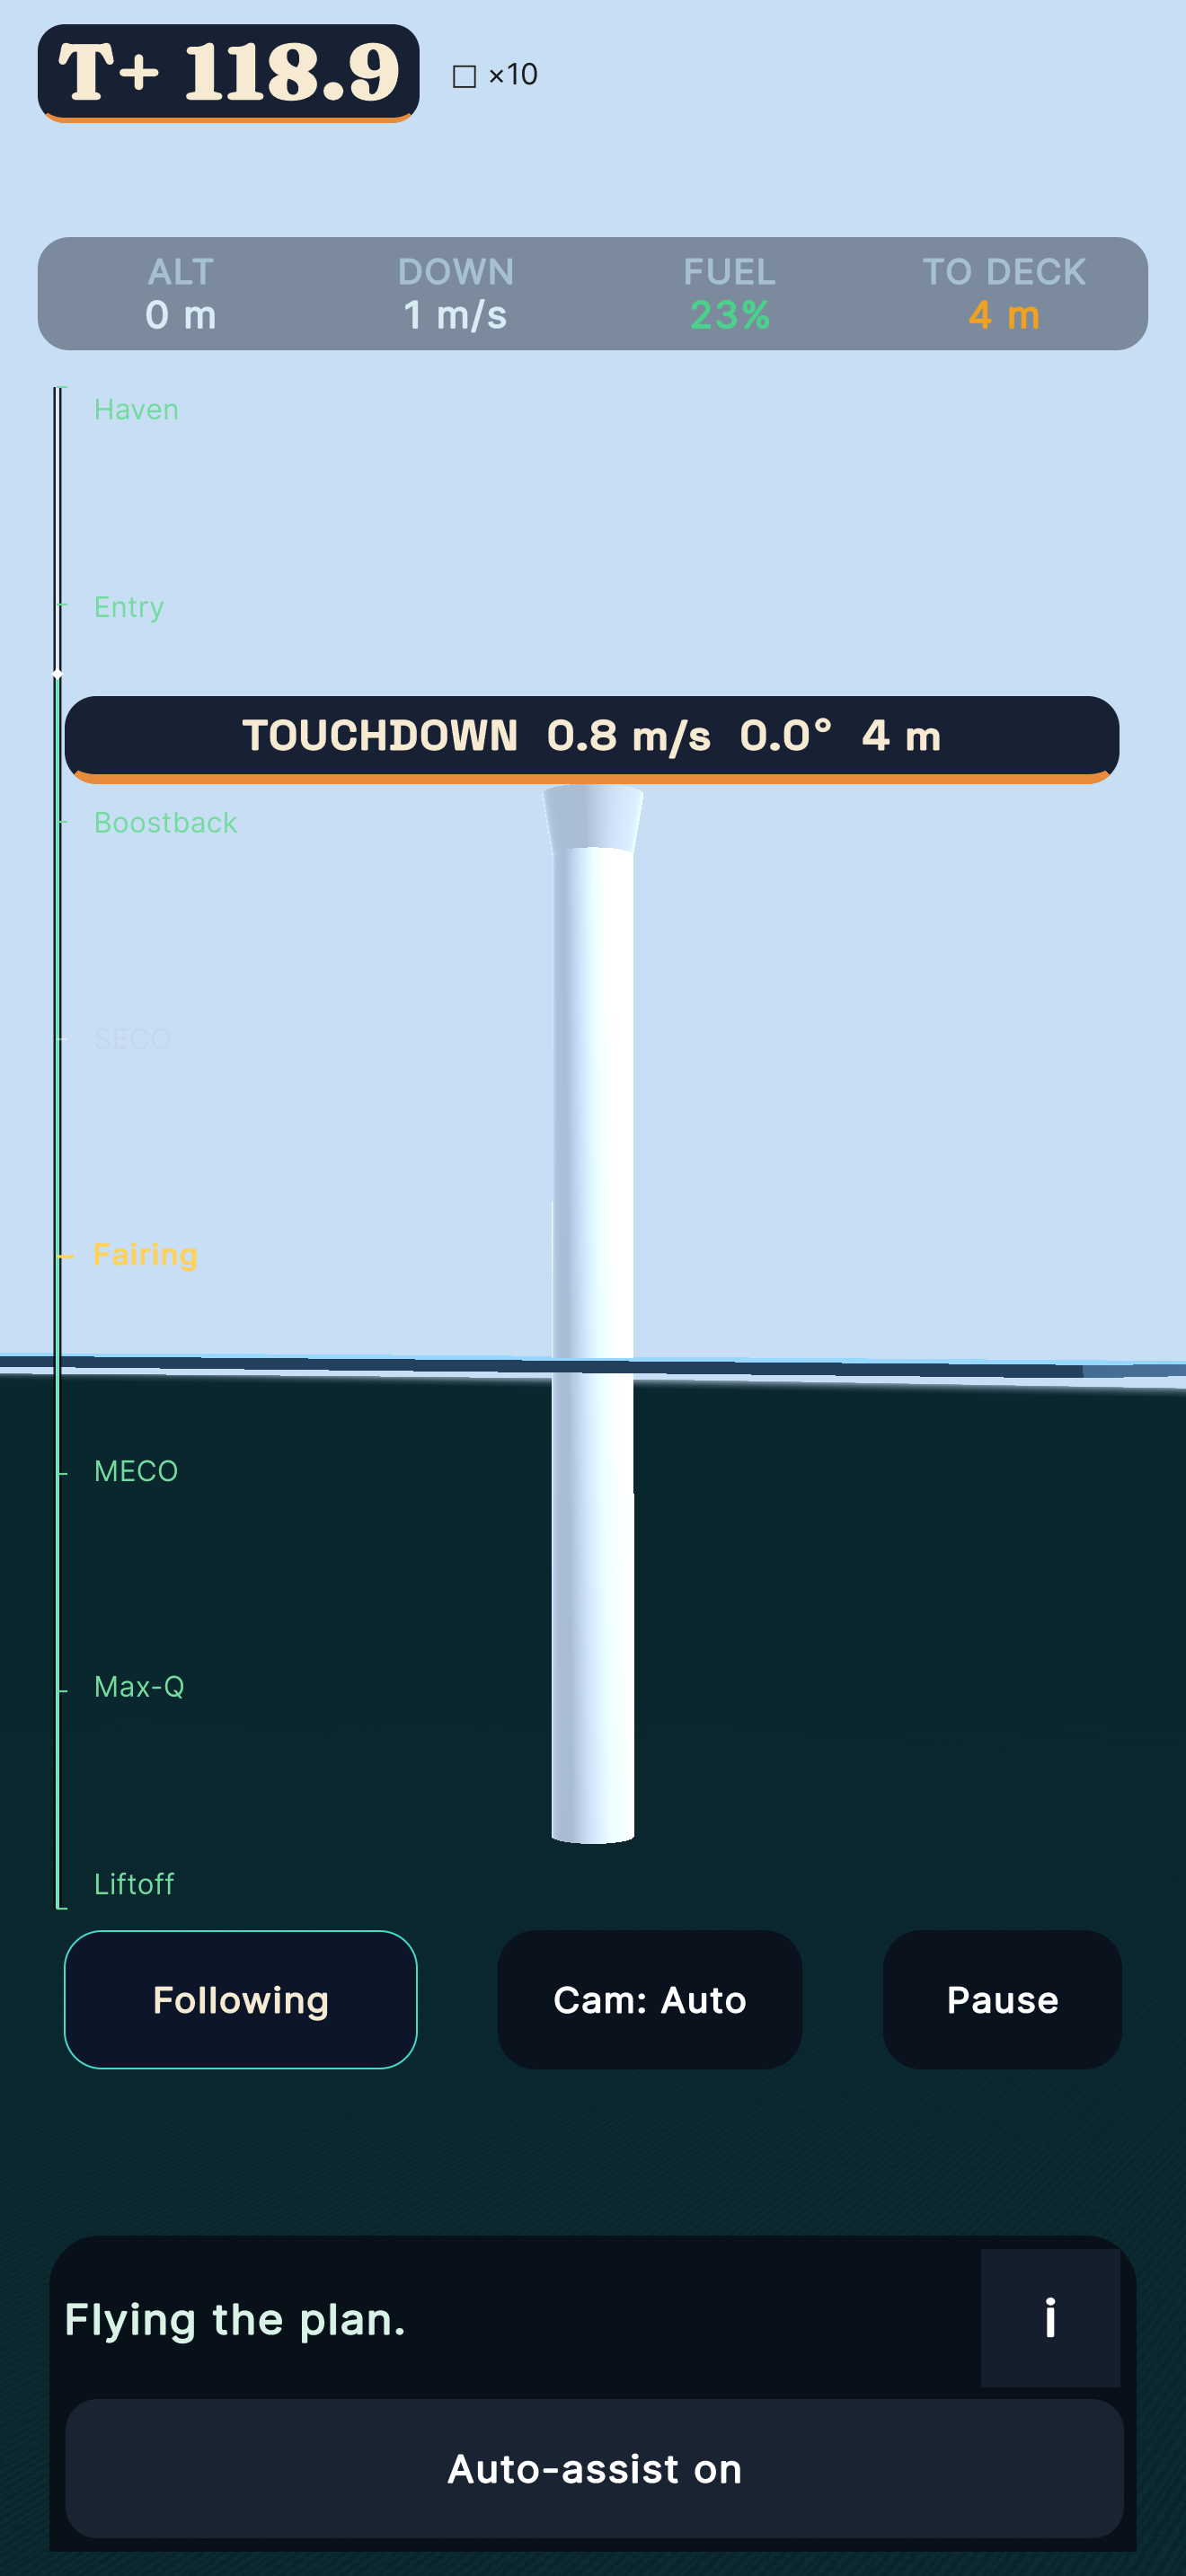 T+ 118.9
□ ×10
ALT DOWN FUEL TO DECK
0 m 1 m/s 23% 4 m
Haven
Entry
TOUCHDOWN 0.8 m/s 0.0° 4 m
Boostback
SECO
Fairing
MECO
Max-Q
Liftoff
Following Cam: Auto Pause
Flying the plan. i
Auto-assist on